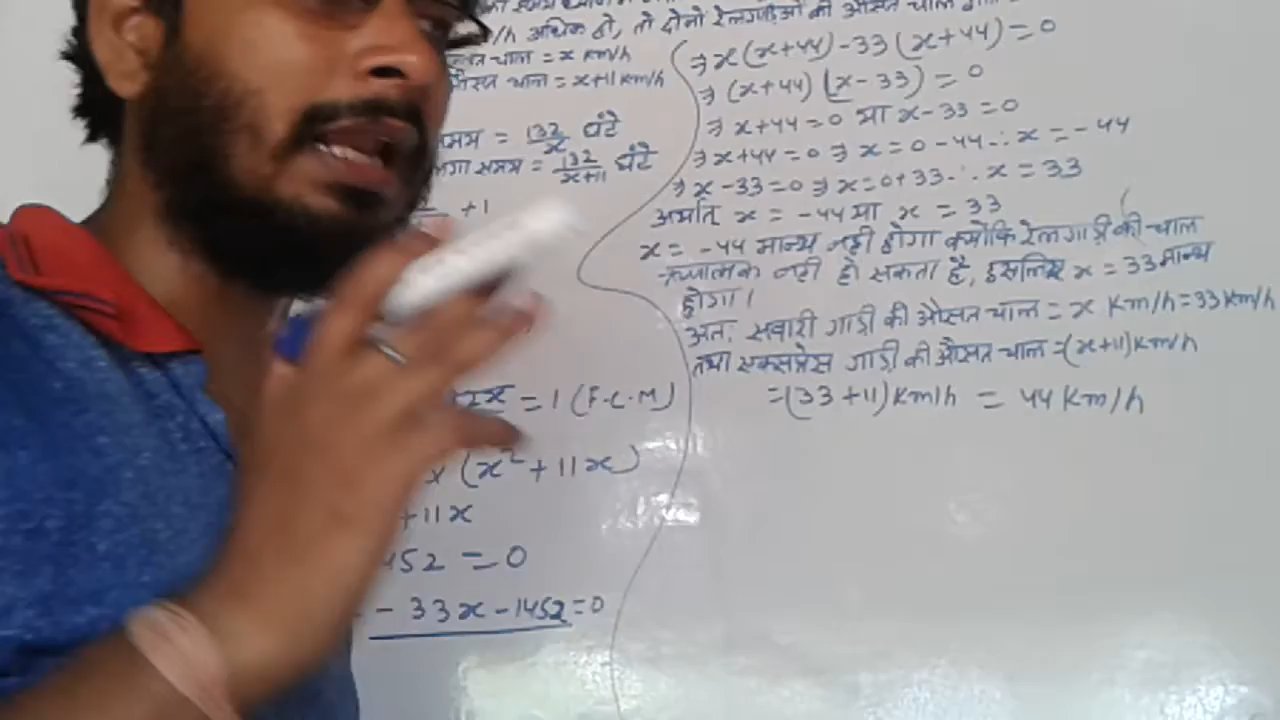 /h अधिक हो, तो दोनो रेलगाड़ीओं की औसत चाल
चाल = x km/h
औसत चाल = x+11 km/h
समय = 132/x घंटे
लगा समय = 132/x+11 घंटे
+1
= 1 (F.C.M)
x (x² + 11x)
+ 11x
452 = 0
- 33x - 1452 = 0
⇒ x(x+44) - 33(x+44) = 0
⇒ (x+44) (x-33) = 0
⇒ x+44 = 0 या x-33 = 0
⇒ x+44 = 0 ⇒ x = 0-44 ∴ x = -44
⇒ x-33 = 0 ⇒ x = 0+33 ∴ x = 33
अर्थात् x = -44 या x = 33
x = -44 मान्य नहीं होगा क्योंकि रेलगाड़ी की चाल
ऋणात्मक नहीं हो सकता है, इसलिए x = 33 मान्य
होगा।
अतः सवारी गाड़ी की औसत चाल = x Km/h = 33 Km/h
तथा एक्सप्रेस गाड़ी की औसत चाल = (x+11) Km/h
= (33+11) Km/h = 44 Km/h